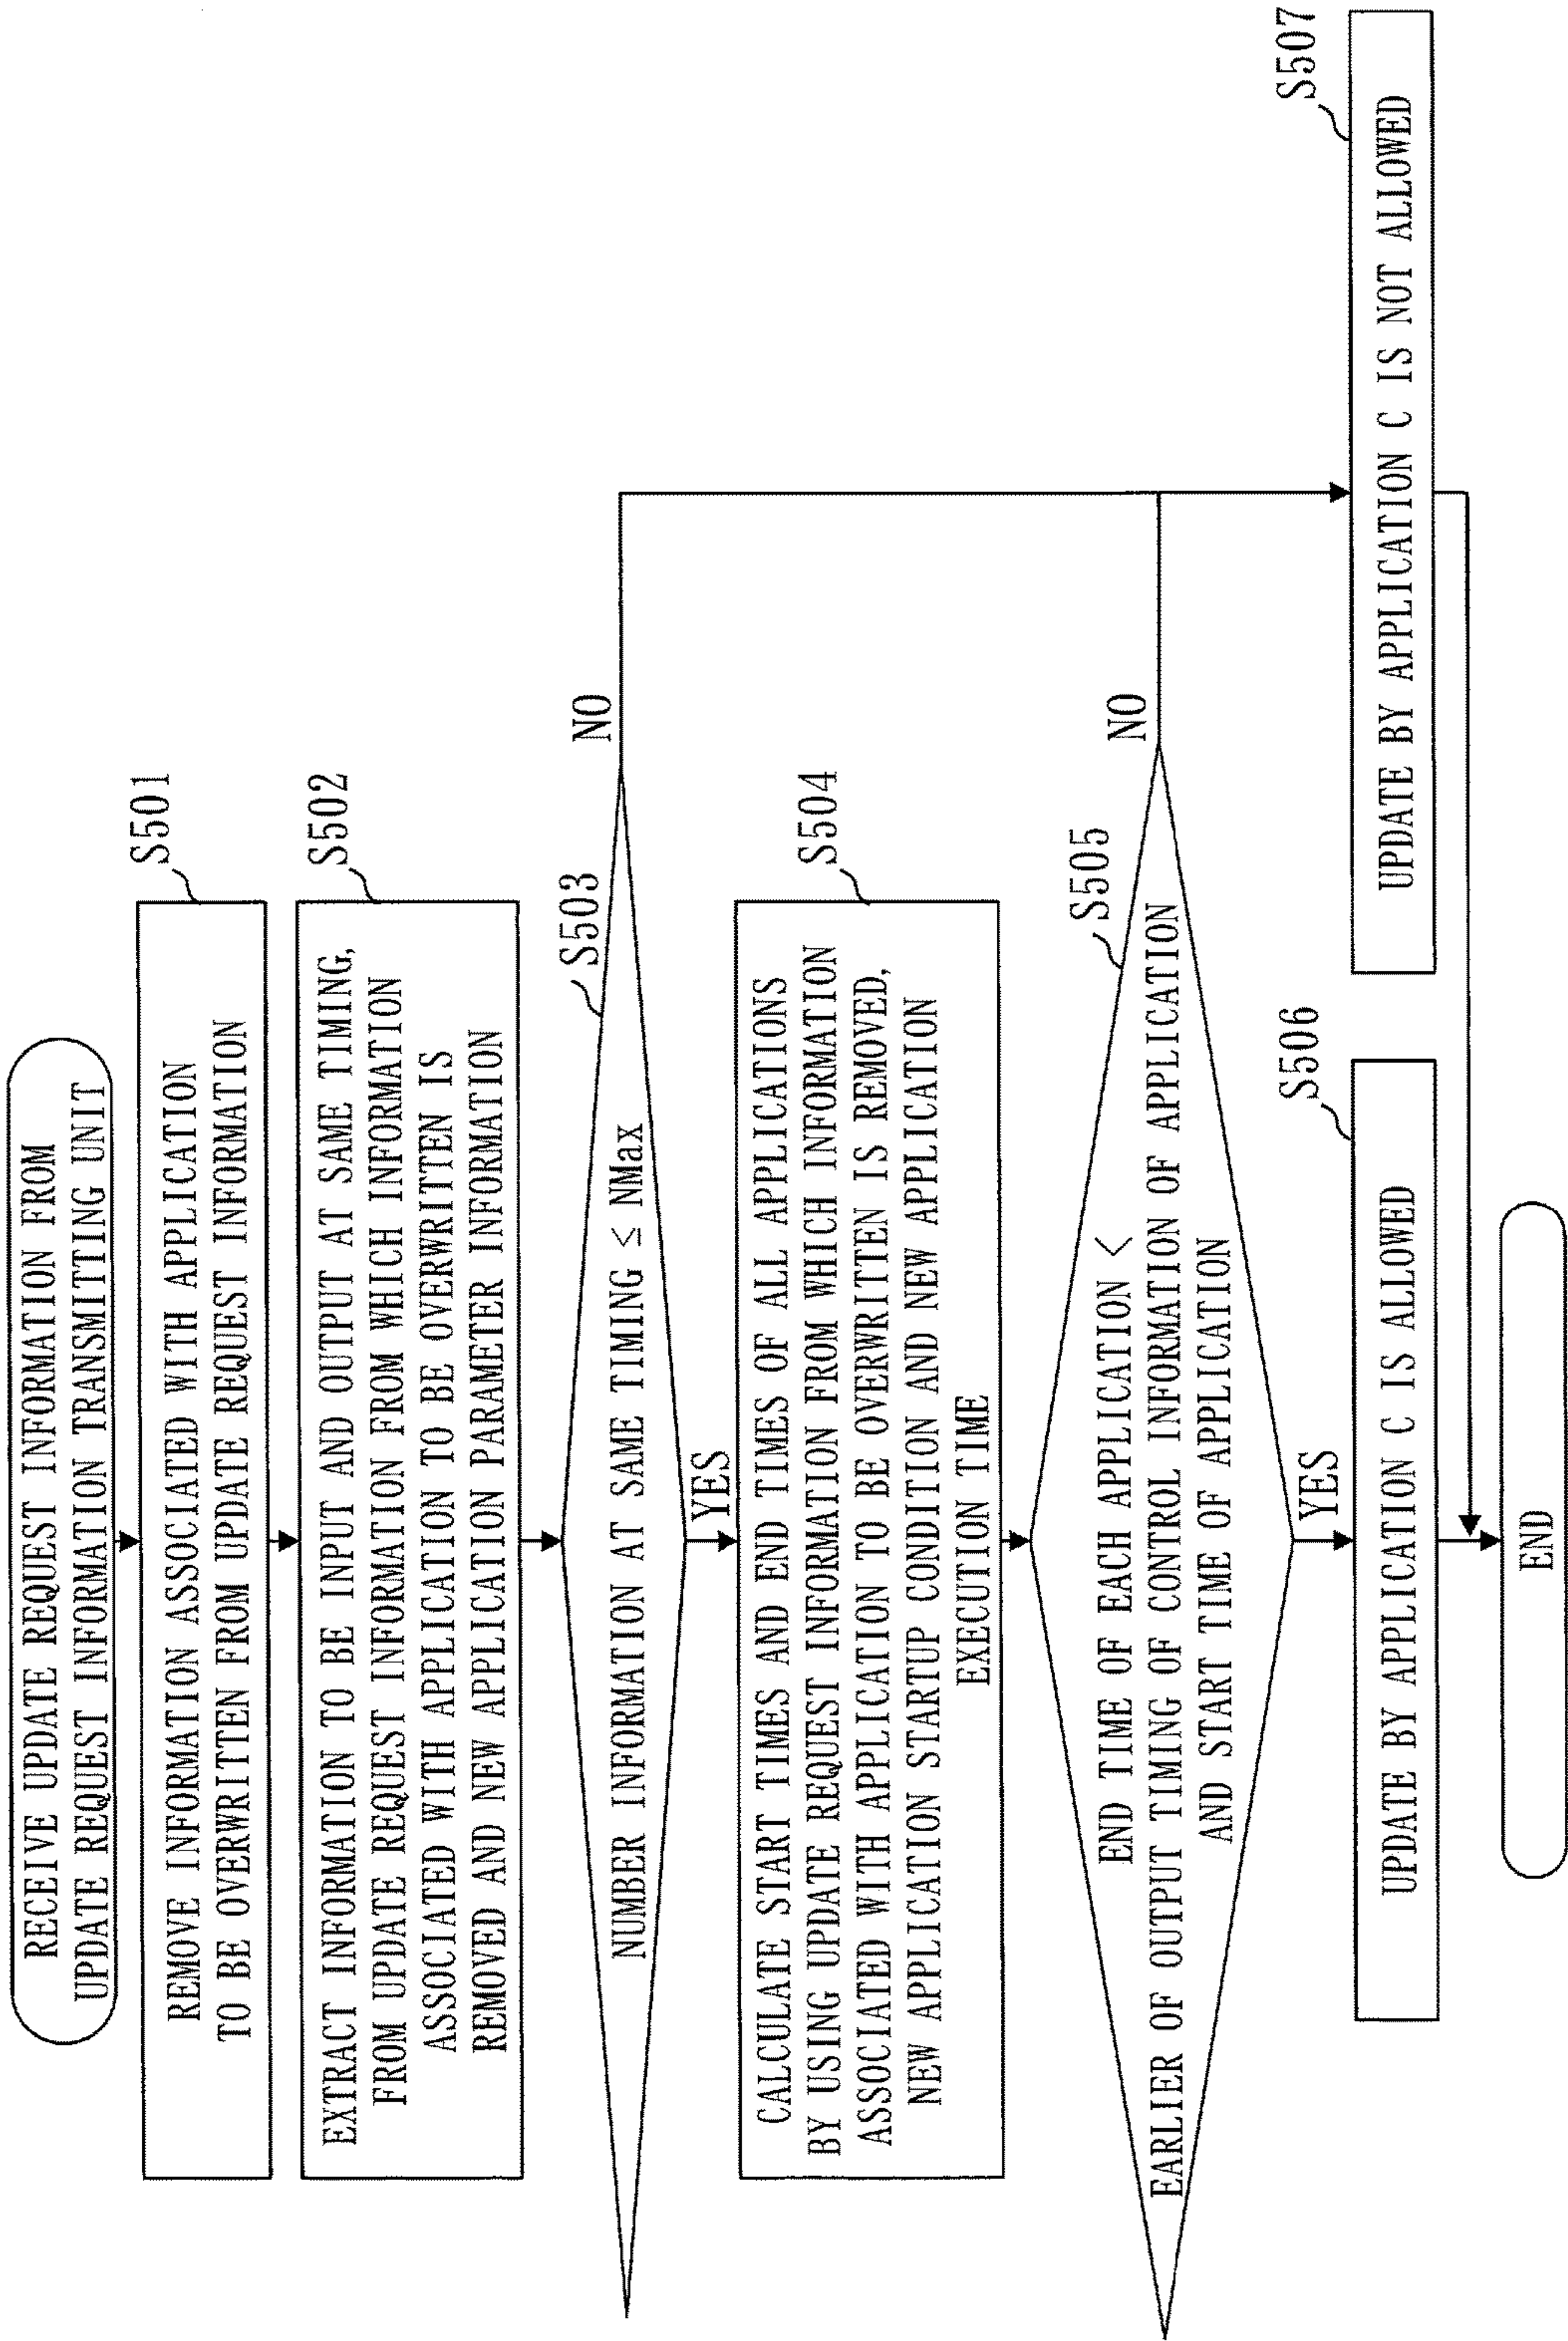 RECEIVE UPDATE REQUEST INFORMATION FROM
UPDATE REQUEST INFORMATION TRANSMITTING UNIT
S501
REMOVE INFORMATION ASSOCIATED WITH APPLICATION
TO BE OVERWRITTEN FROM UPDATE REQUEST INFORMATION
S502
EXTRACT INFORMATION TO BE INPUT AND OUTPUT AT SAME TIMING,
FROM UPDATE REQUEST INFORMATION FROM WHICH INFORMATION
ASSOCIATED WITH APPLICATION TO BE OVERWRITTEN IS
REMOVED AND NEW APPLICATION PARAMETER INFORMATION
S503
NUMBER INFORMATION AT SAME TIMING ≤ NMax
NO
YES
S504
CALCULATE START TIMES AND END TIMES OF ALL APPLICATIONS
BY USING UPDATE REQUEST INFORMATION FROM WHICH INFORMATION
ASSOCIATED WITH APPLICATION TO BE OVERWRITTEN IS REMOVED,
NEW APPLICATION STARTUP CONDITION AND NEW APPLICATION
EXECUTION TIME
S505
END TIME OF EACH APPLICATION <
EARLIER OF OUTPUT TIMING OF CONTROL INFORMATION OF APPLICATION
AND START TIME OF APPLICATION
NO
YES
S506
UPDATE BY APPLICATION C IS ALLOWED
S507
UPDATE BY APPLICATION C IS NOT ALLOWED
END